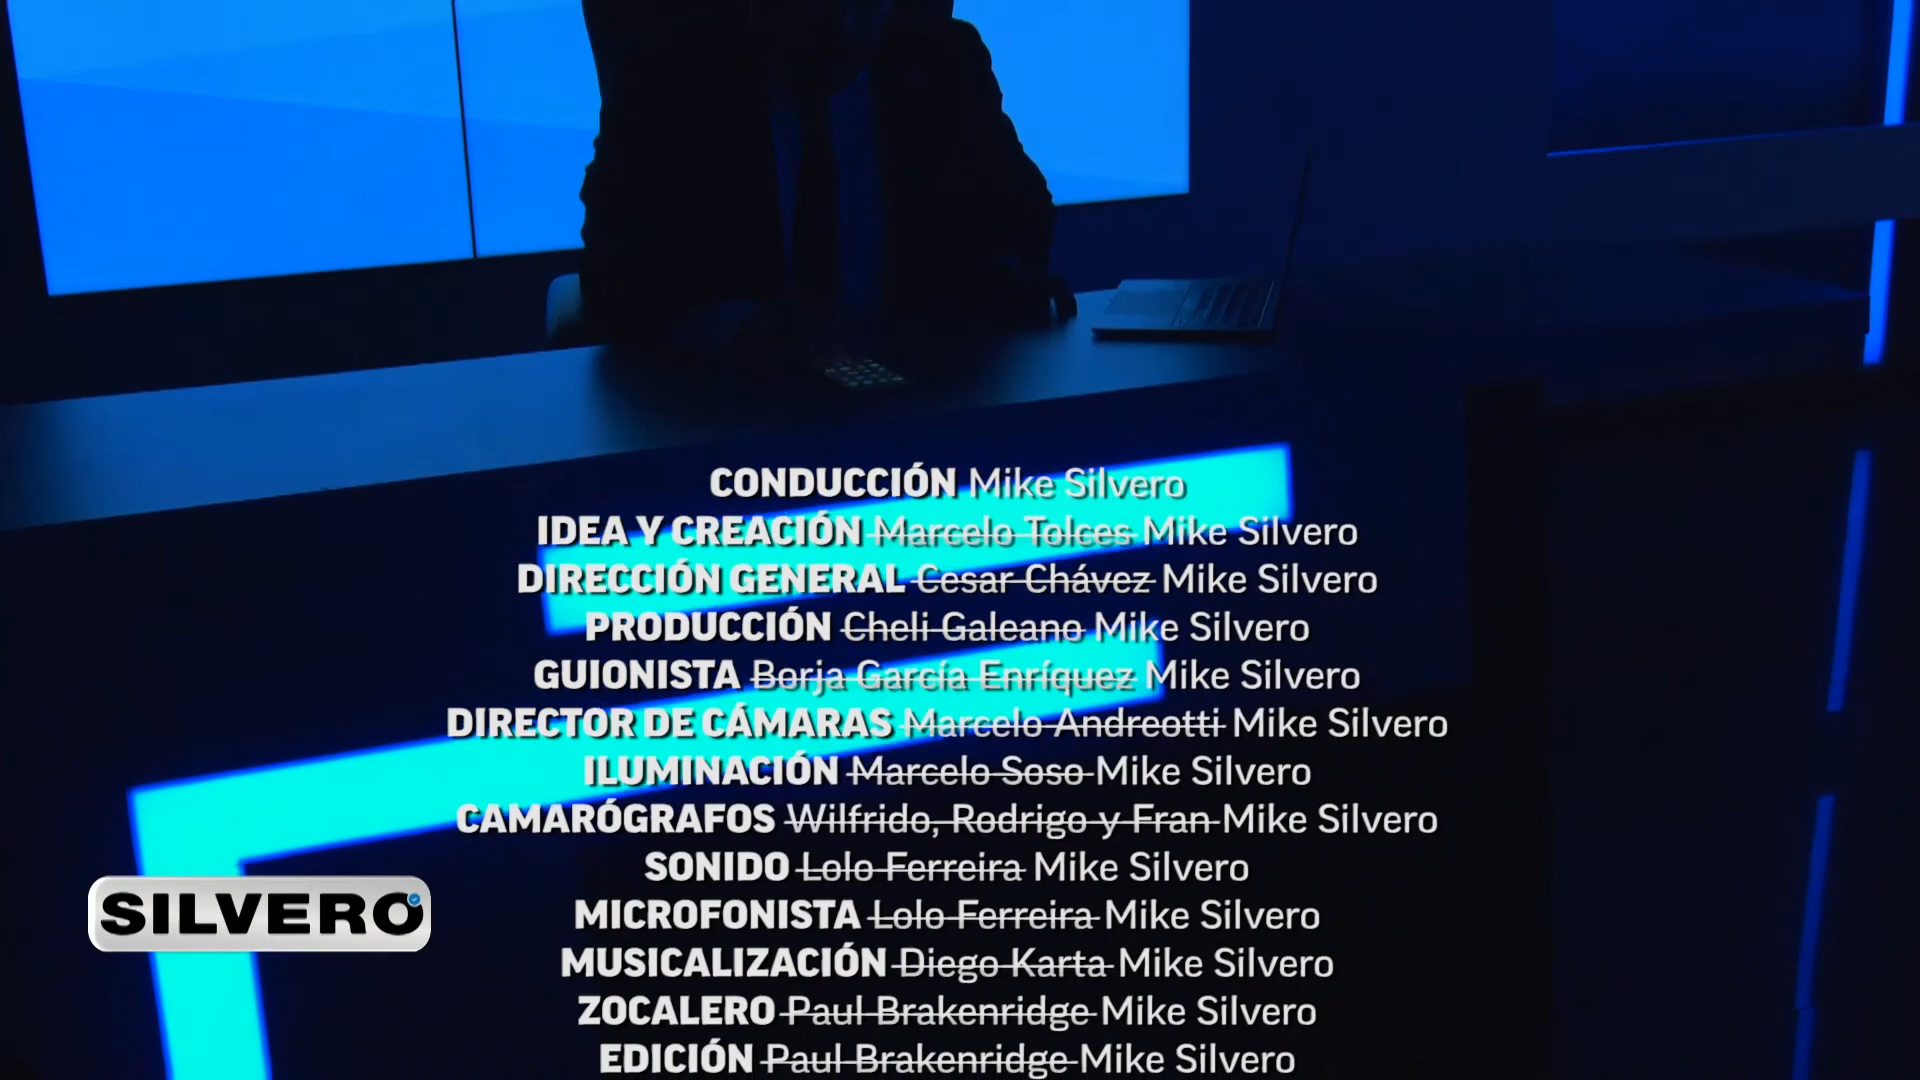 CONDUCCIÓN Mike Silvero
IDEA Y CREACIÓN Marcelo Tolces Mike Silvero
DIRECCIÓN GENERAL Cesar Chávez Mike Silvero
PRODUCCIÓN Cheli Galeano Mike Silvero
GUIONISTA Borja García Enríquez Mike Silvero
DIRECTOR DE CÁMARAS Marcelo Andreotti Mike Silvero
ILUMINACIÓN Marcelo Soso Mike Silvero
CAMARÓGRAFOS Wilfrido, Rodrigo y Fran Mike Silvero
SONIDO Lolo Ferreira Mike Silvero
MICROFONISTA Lolo Ferreira Mike Silvero
MUSICALIZACIÓN Diego Karta Mike Silvero
ZOCALERO Paul Brakenridge Mike Silvero
EDICIÓN Paul Brakenridge Mike Silvero
SILVERO